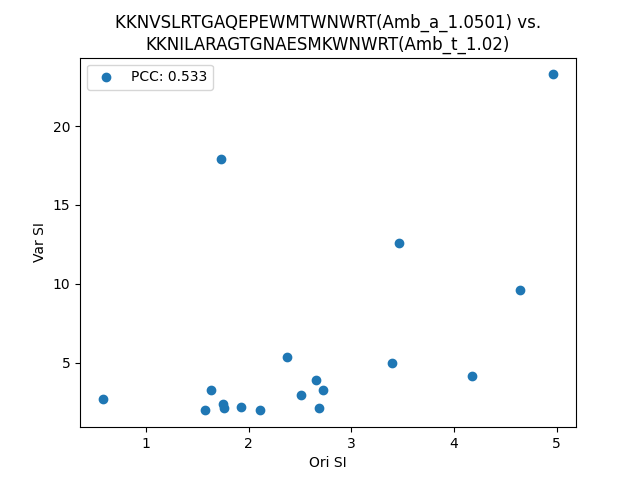 KKNVSLRTGAQEPEWMTWNWRT(Amb_a_1.0501) vs.
KKNILARAGTGNAESMKWNWRT(Amb_t_1.02)
PCC: 0.533
20
15
10
5
Var SI
1 2 3 4 5
Ori SI